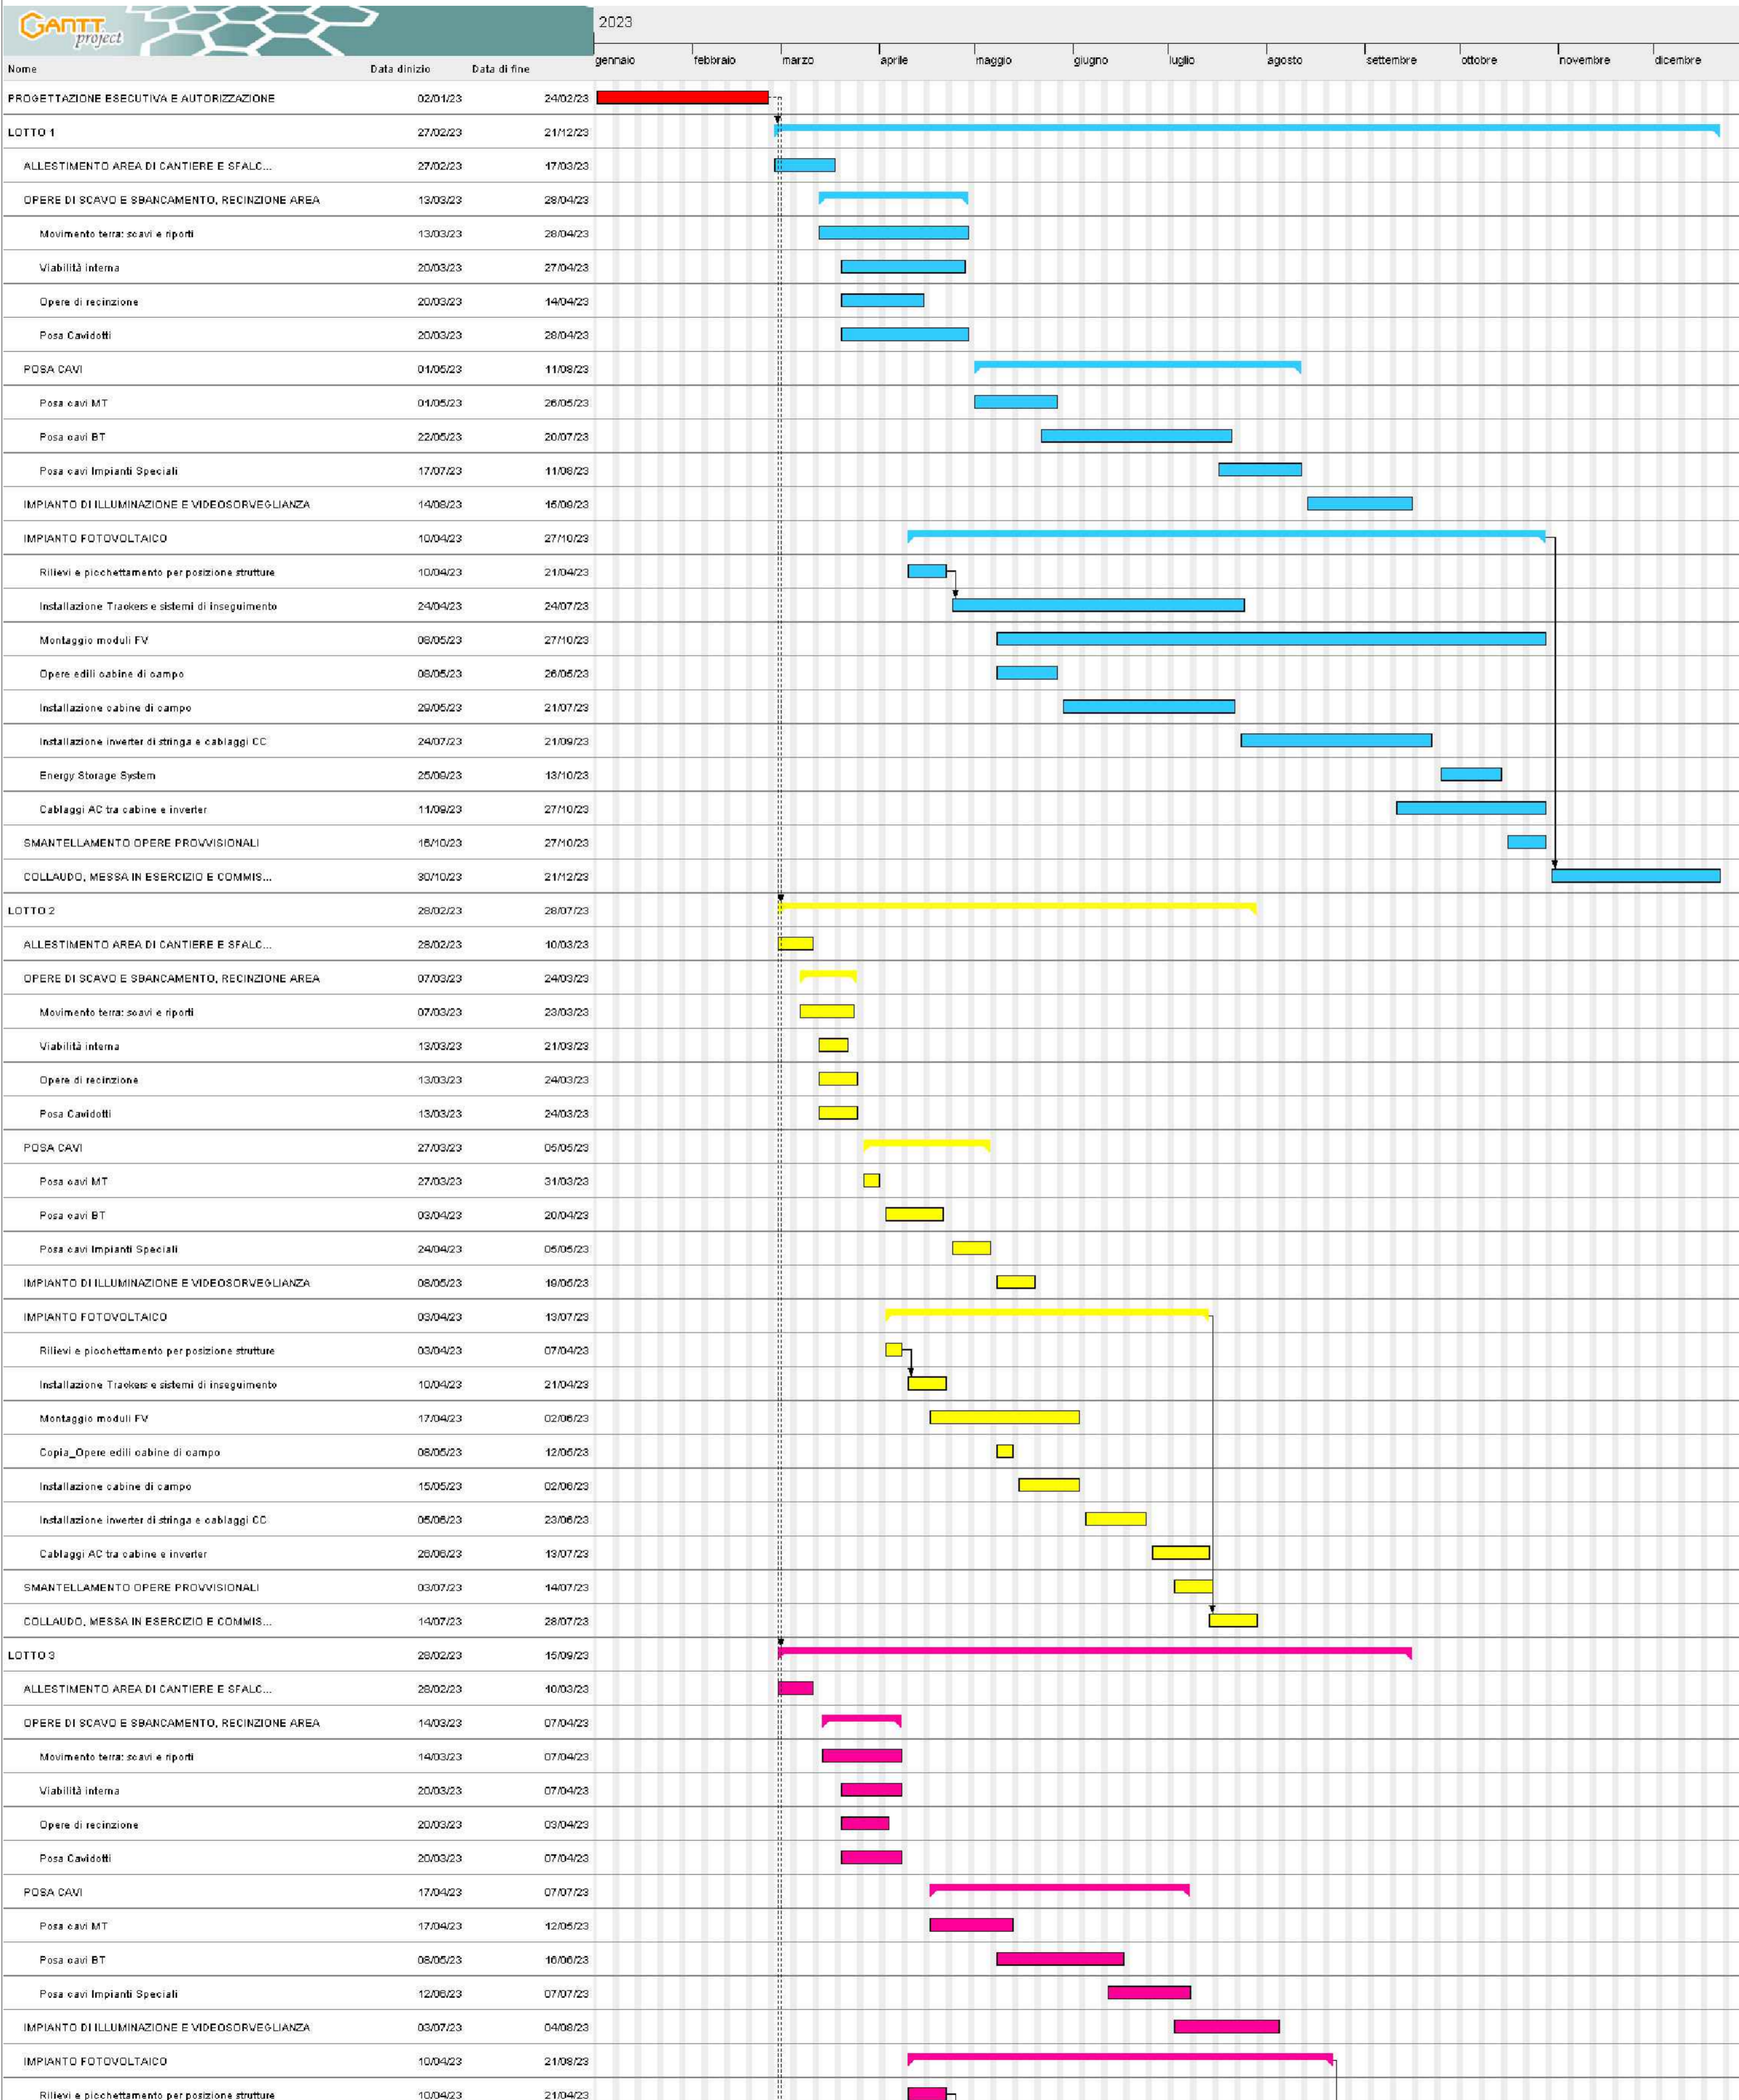 GANTT project
2023
gennaio febbraio marzo aprile maggio giugno luglio agosto settembre ottobre novembre dicembre
Nome Data dinizio Data di fine
PROGETTAZIONE ESECUTIVA E AUTORIZZAZIONE 02/01/23 24/02/23
LOTTO 1 27/02/23 21/12/23
ALLESTIMENTO AREA DI CANTIERE E SFALC... 27/02/23 17/03/23
OPERE DI SCAVO E SBANCAMENTO, RECINZIONE AREA 13/03/23 28/04/23
Movimento terra: scavi e riporti 13/03/23 28/04/23
Viabilità interna 20/03/23 27/04/23
Opere di recinzione 20/03/23 14/04/23
Posa Cavidotti 20/03/23 28/04/23
POSA CAVI 01/05/23 11/08/23
Posa cavi MT 01/05/23 26/05/23
Posa cavi BT 22/05/23 20/07/23
Posa cavi Impianti Speciali 17/07/23 11/08/23
IMPIANTO DI ILLUMINAZIONE E VIDEOSORVEGLIANZA 14/08/23 15/09/23
IMPIANTO FOTOVOLTAICO 10/04/23 27/10/23
Rilievi e picchettamento per posizione strutture 10/04/23 21/04/23
Installazione Trackers e sistemi di inseguimento 24/04/23 24/07/23
Montaggio moduli FV 08/05/23 27/10/23
Opere edili cabine di campo 08/05/23 26/05/23
Installazione cabine di campo 29/05/23 21/07/23
Installazione inverter di stringa e cablaggi CC 24/07/23 21/09/23
Energy Storage System 25/09/23 13/10/23
Cablaggi AC tra cabine e inverter 11/09/23 27/10/23
SMANTELLAMENTO OPERE PROVVISIONALI 16/10/23 27/10/23
COLLAUDO, MESSA IN ESERCIZIO E COMMIS... 30/10/23 21/12/23
LOTTO 2 28/02/23 28/07/23
ALLESTIMENTO AREA DI CANTIERE E SFALC... 28/02/23 10/03/23
OPERE DI SCAVO E SBANCAMENTO, RECINZIONE AREA 07/03/23 24/03/23
Movimento terra: scavi e riporti 07/03/23 23/03/23
Viabilità interna 13/03/23 21/03/23
Opere di recinzione 13/03/23 24/03/23
Posa Cavidotti 13/03/23 24/03/23
POSA CAVI 27/03/23 05/05/23
Posa cavi MT 27/03/23 31/03/23
Posa cavi BT 03/04/23 20/04/23
Posa cavi Impianti Speciali 24/04/23 05/05/23
IMPIANTO DI ILLUMINAZIONE E VIDEOSORVEGLIANZA 08/05/23 19/05/23
IMPIANTO FOTOVOLTAICO 03/04/23 13/07/23
Rilievi e picchettamento per posizione strutture 03/04/23 07/04/23
Installazione Trackers e sistemi di inseguimento 10/04/23 21/04/23
Montaggio moduli FV 17/04/23 02/06/23
Copia_Opere edili cabine di campo 08/05/23 12/05/23
Installazione cabine di campo 15/05/23 02/06/23
Installazione inverter di stringa e cablaggi CC 05/06/23 23/06/23
Cablaggi AC tra cabine e inverter 26/06/23 13/07/23
SMANTELLAMENTO OPERE PROVVISIONALI 03/07/23 14/07/23
COLLAUDO, MESSA IN ESERCIZIO E COMMIS... 14/07/23 28/07/23
LOTTO 3 28/02/23 15/09/23
ALLESTIMENTO AREA DI CANTIERE E SFALC... 28/02/23 10/03/23
OPERE DI SCAVO E SBANCAMENTO, RECINZIONE AREA 14/03/23 07/04/23
Movimento terra: scavi e riporti 14/03/23 07/04/23
Viabilità interna 20/03/23 07/04/23
Opere di recinzione 20/03/23 03/04/23
Posa Cavidotti 20/03/23 07/04/23
POSA CAVI 17/04/23 07/07/23
Posa cavi MT 17/04/23 12/05/23
Posa cavi BT 08/05/23 16/06/23
Posa cavi Impianti Speciali 12/06/23 07/07/23
IMPIANTO DI ILLUMINAZIONE E VIDEOSORVEGLIANZA 03/07/23 04/08/23
IMPIANTO FOTOVOLTAICO 10/04/23 21/08/23
Rilievi e picchettamento per posizione strutture 10/04/23 21/04/23